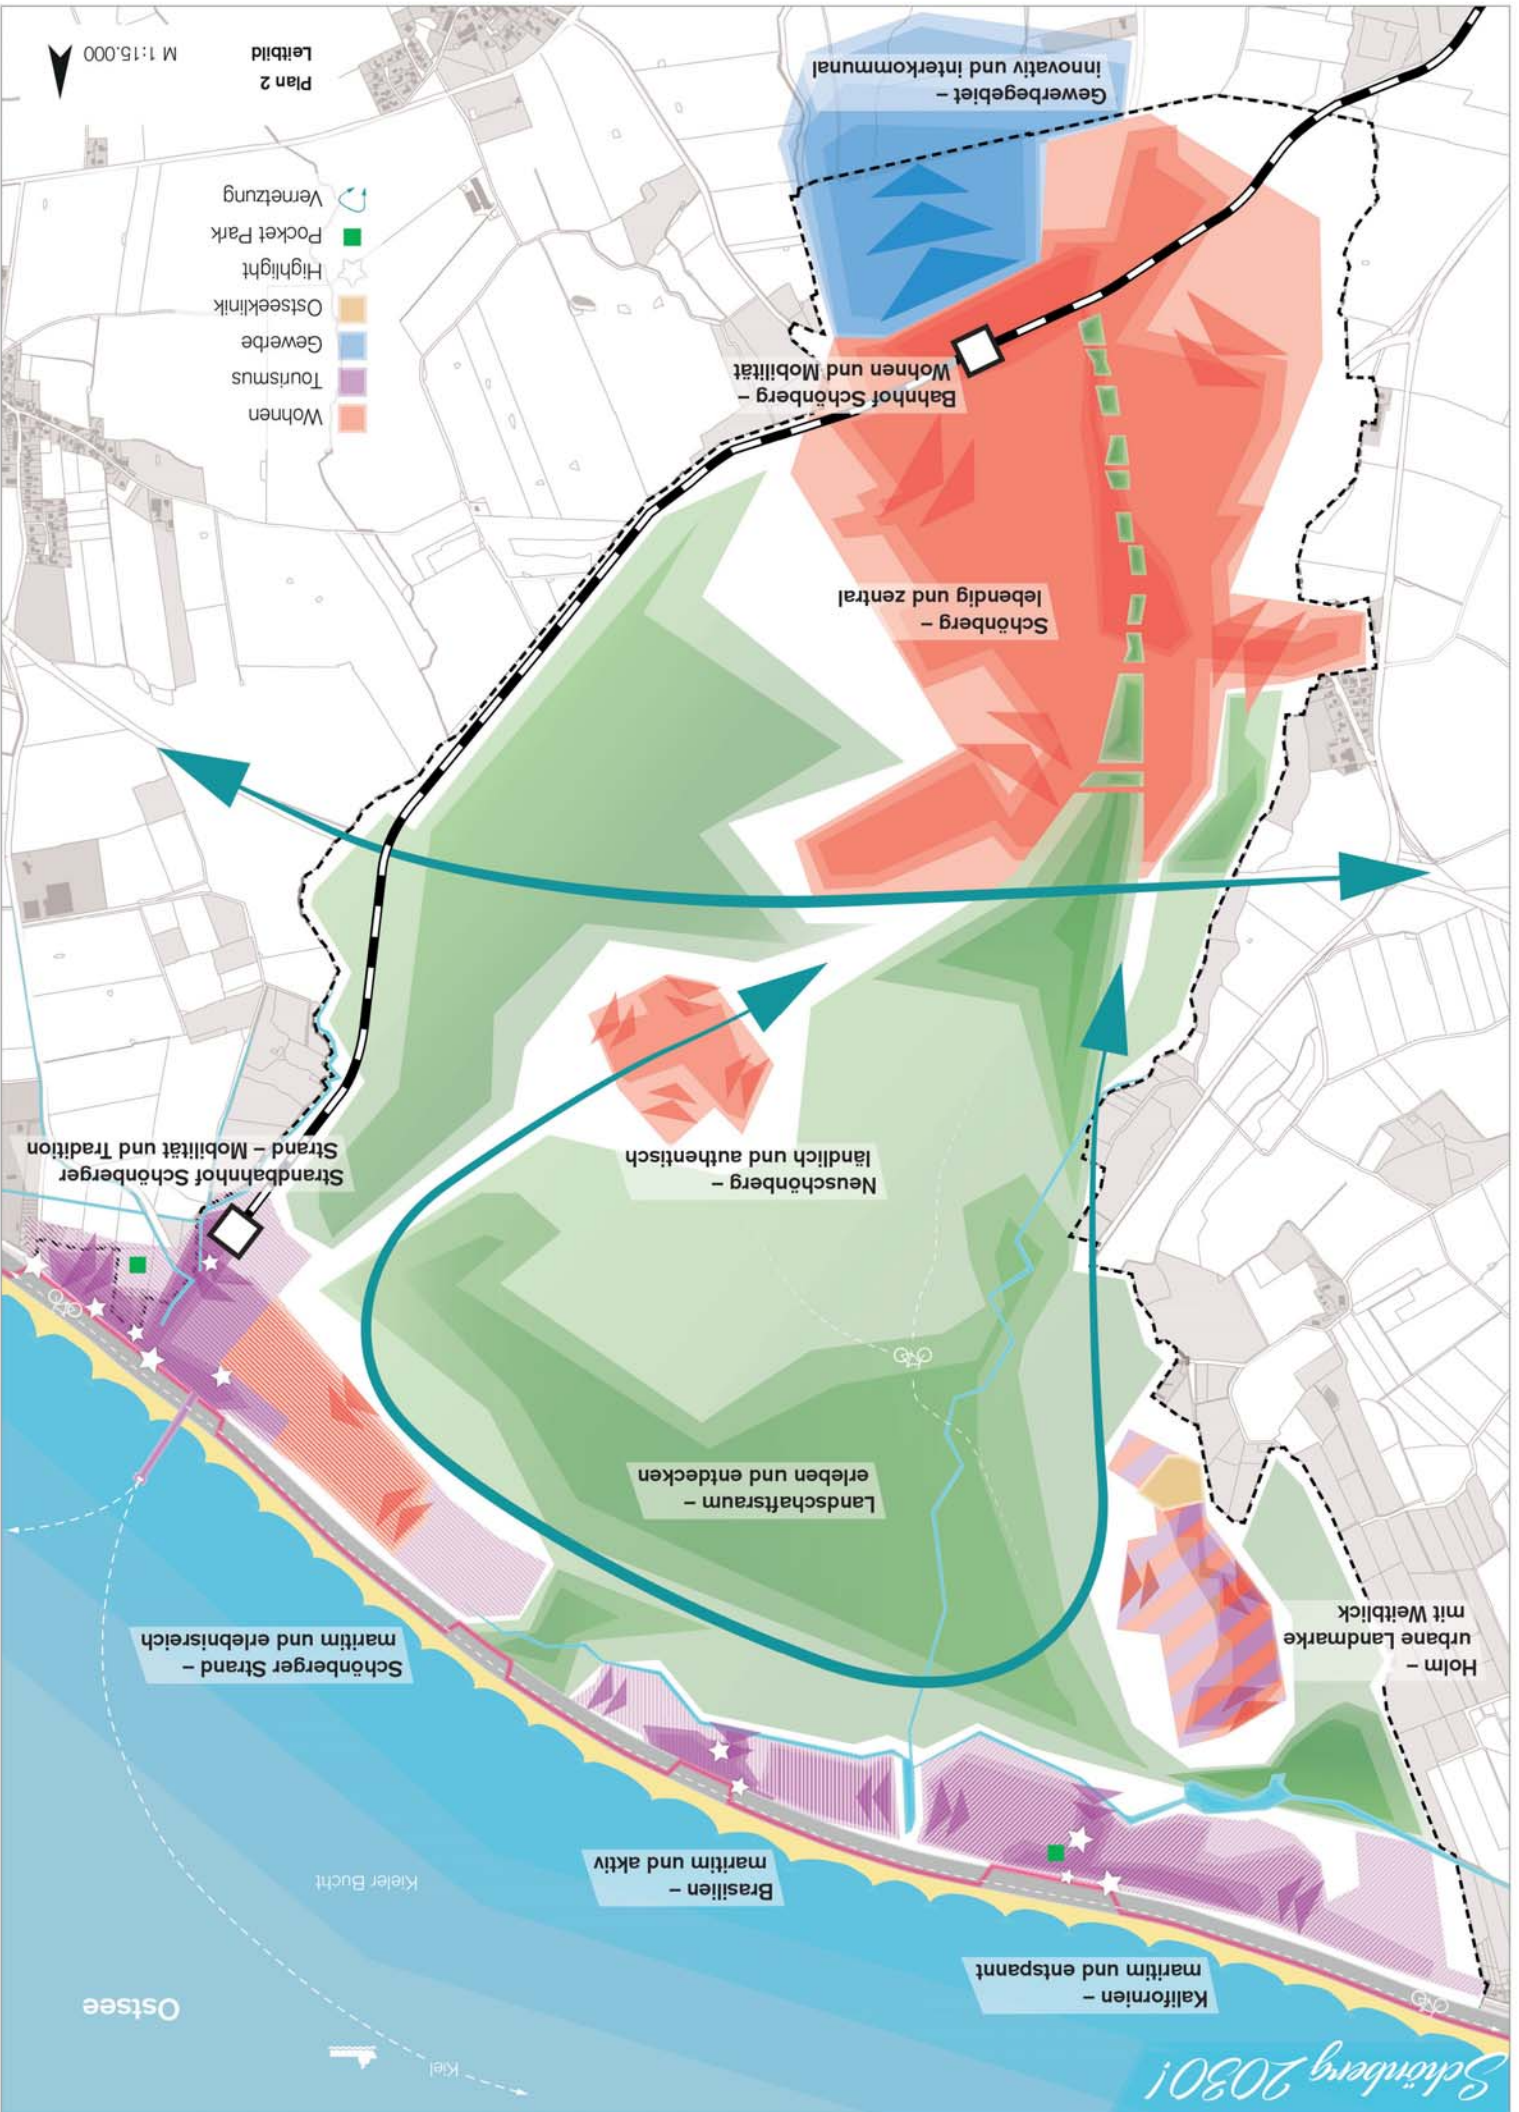 Schönberg 2030!
Kiel
Ostsee
Kieler Bucht
Kalifornien –
maritim und entspannt
Brasilien –
maritim und aktiv
Schönberger Strand –
maritim und erlebnisreich
Holm –
urbane Landmarke
mit Weitblick
Landschaftsraum –
erleben und entdecken
Neuschönberg –
ländlich und authentisch
Strandbahnhof Schönberger
Strand – Mobilität und Tradition
Schönberg –
lebendig und zentral
Bahnhof Schönberg –
Wohnen und Mobilität
Gewerbegebiet –
innovativ und interkommunal
Wohnen
Tourismus
Gewerbe
Ostseeklinik
Highlight
Pocket Park
Vernetzung
Plan 2
Leitbild
M 1:15.000